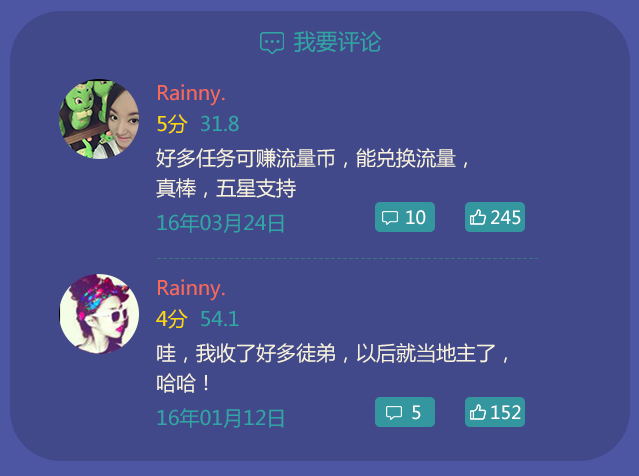 我要评论
Rainny.
5分 31.8
好多任务可赚流量币，能兑换流量，
真棒，五星支持
16年03月24日 10 245
Rainny.
4分 54.1
哇，我收了好多徒弟，以后就当地主了，
哈哈！
16年01月12日 5 152